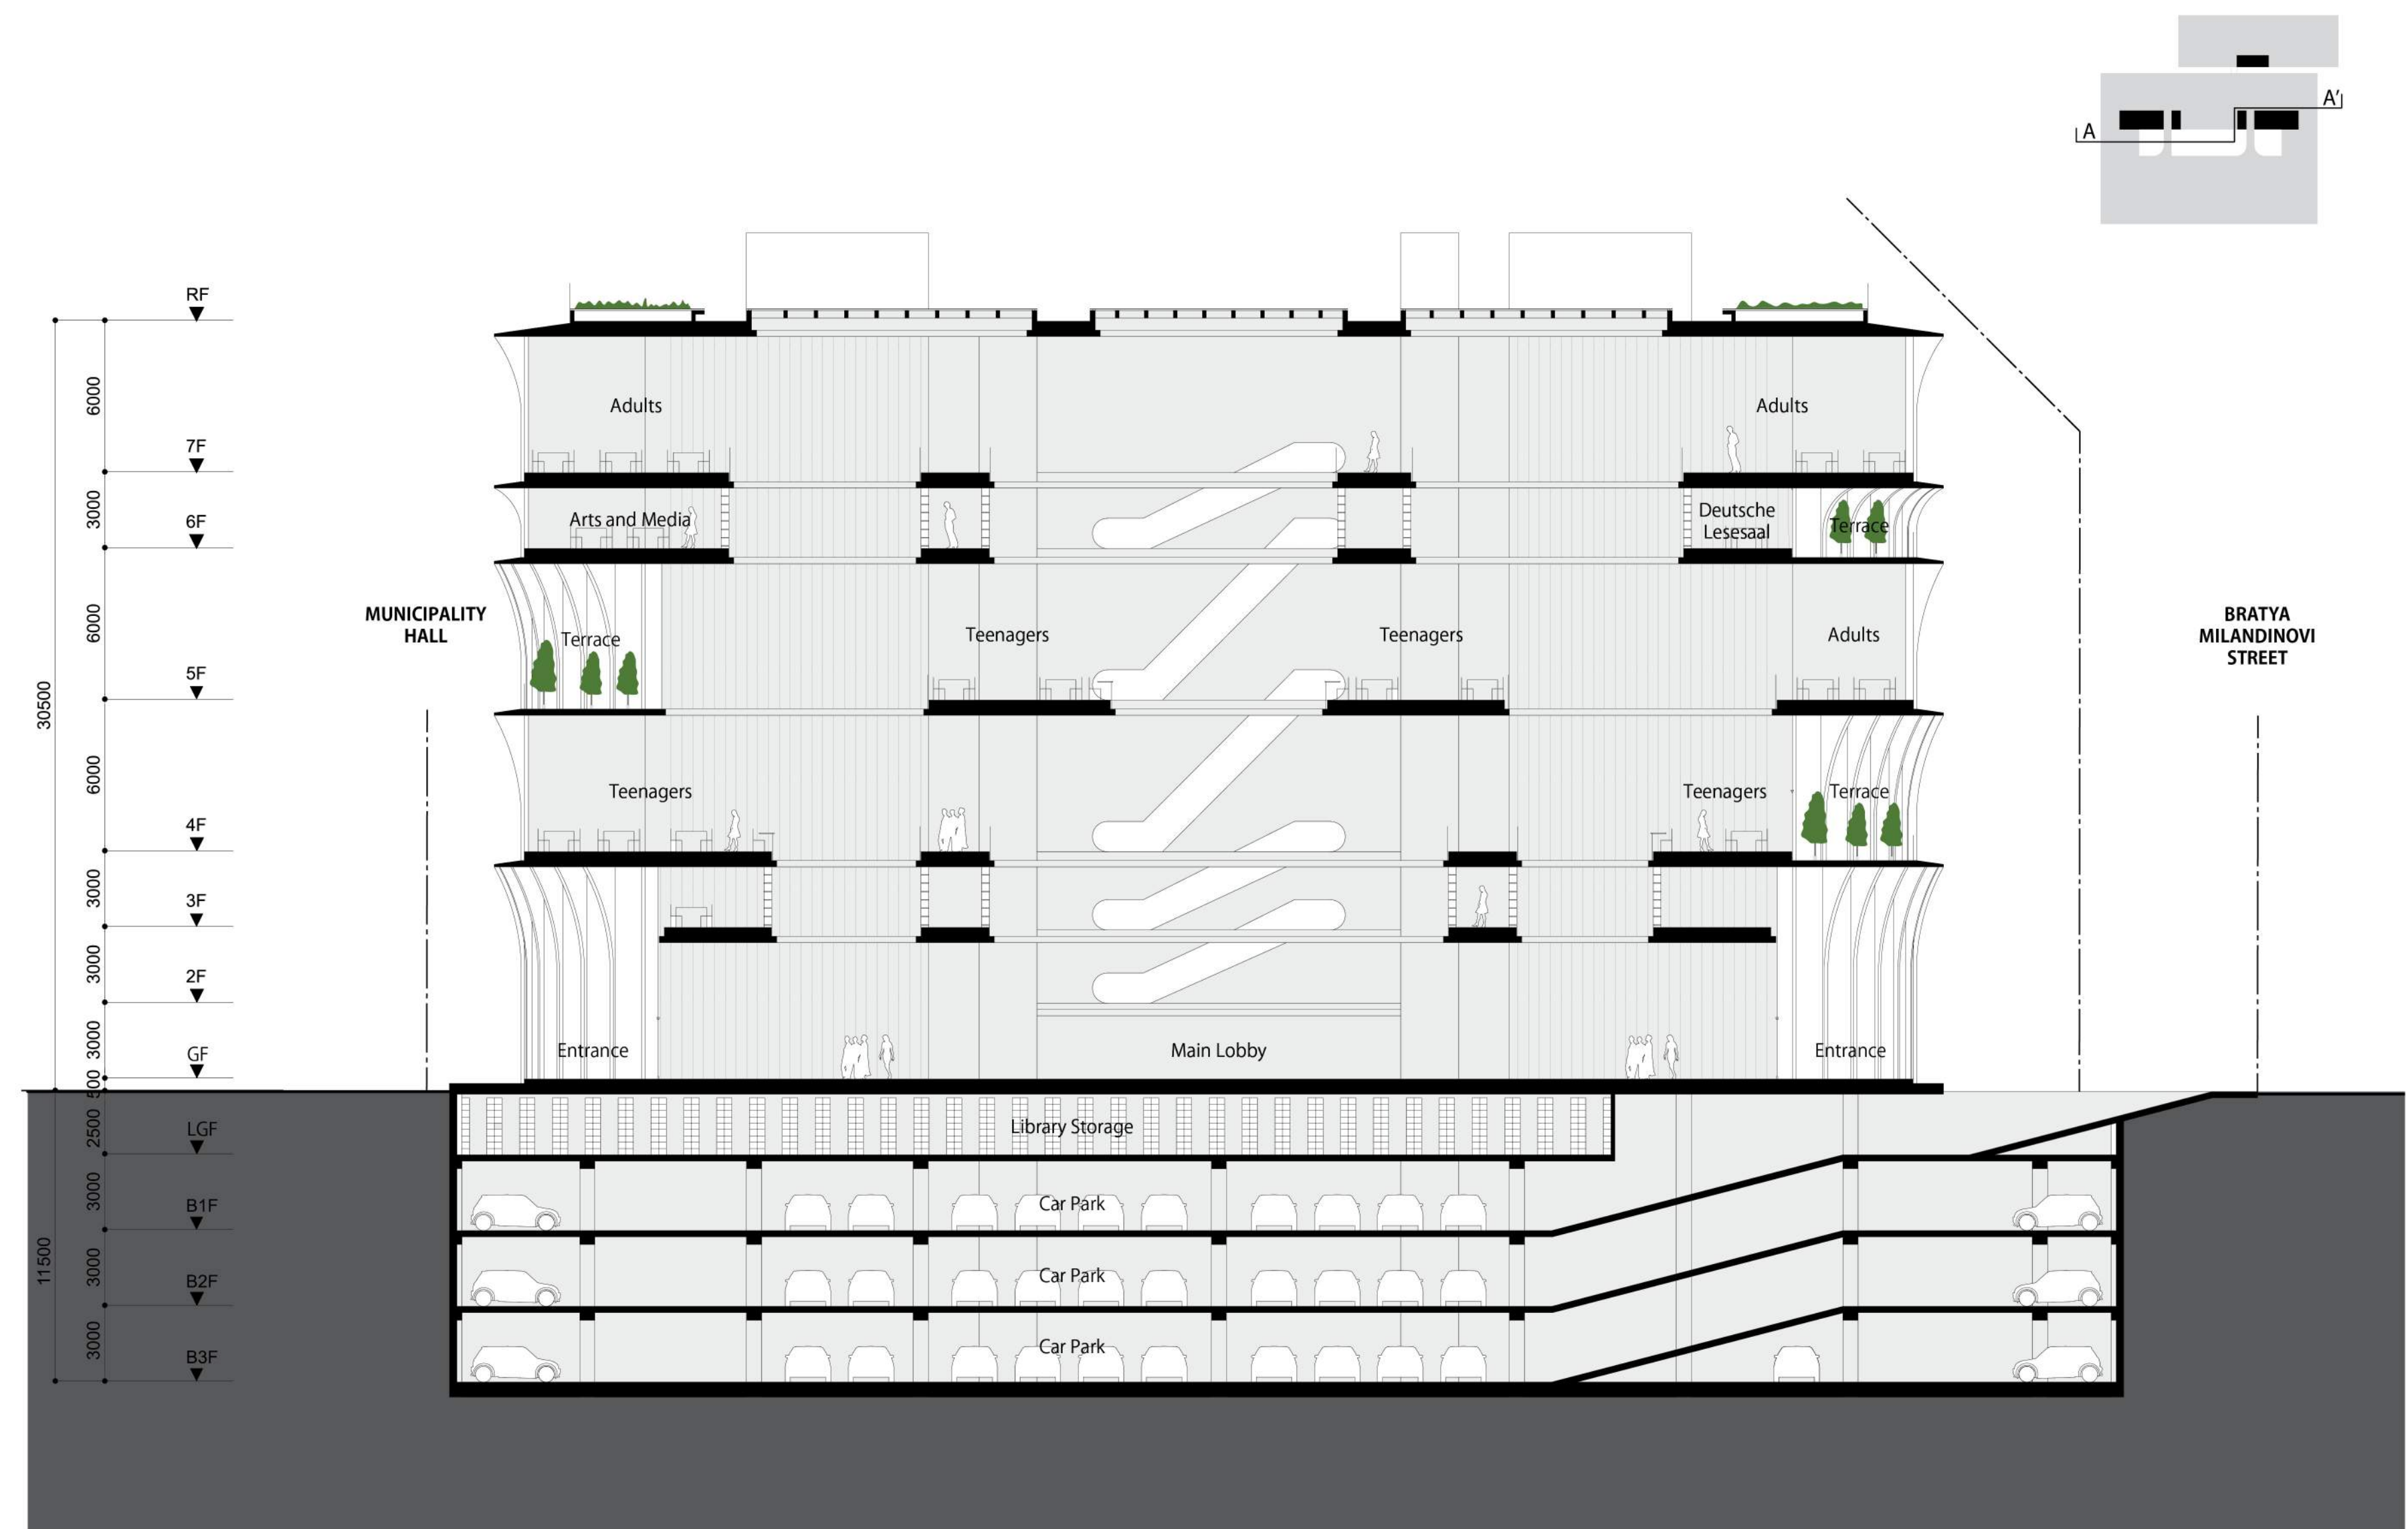 A'
A
RF
6000
Adults
Adults
7F
3000
6F
Arts and Media
Deutsche
Lesesaal
Terrace
6000
MUNICIPALITY
HALL
Terrace
Teenagers
Teenagers
Adults
BRATYA
MILANDINOVI
STREET
5F
30500
6000
Teenagers
Teenagers
Terrace
4F
3000
3F
3000
2F
3000
GF
Entrance
Main Lobby
Entrance
500
2500
LGF
Library Storage
3000
B1F
Car Park
11500
3000
B2F
Car Park
3000
B3F
Car Park